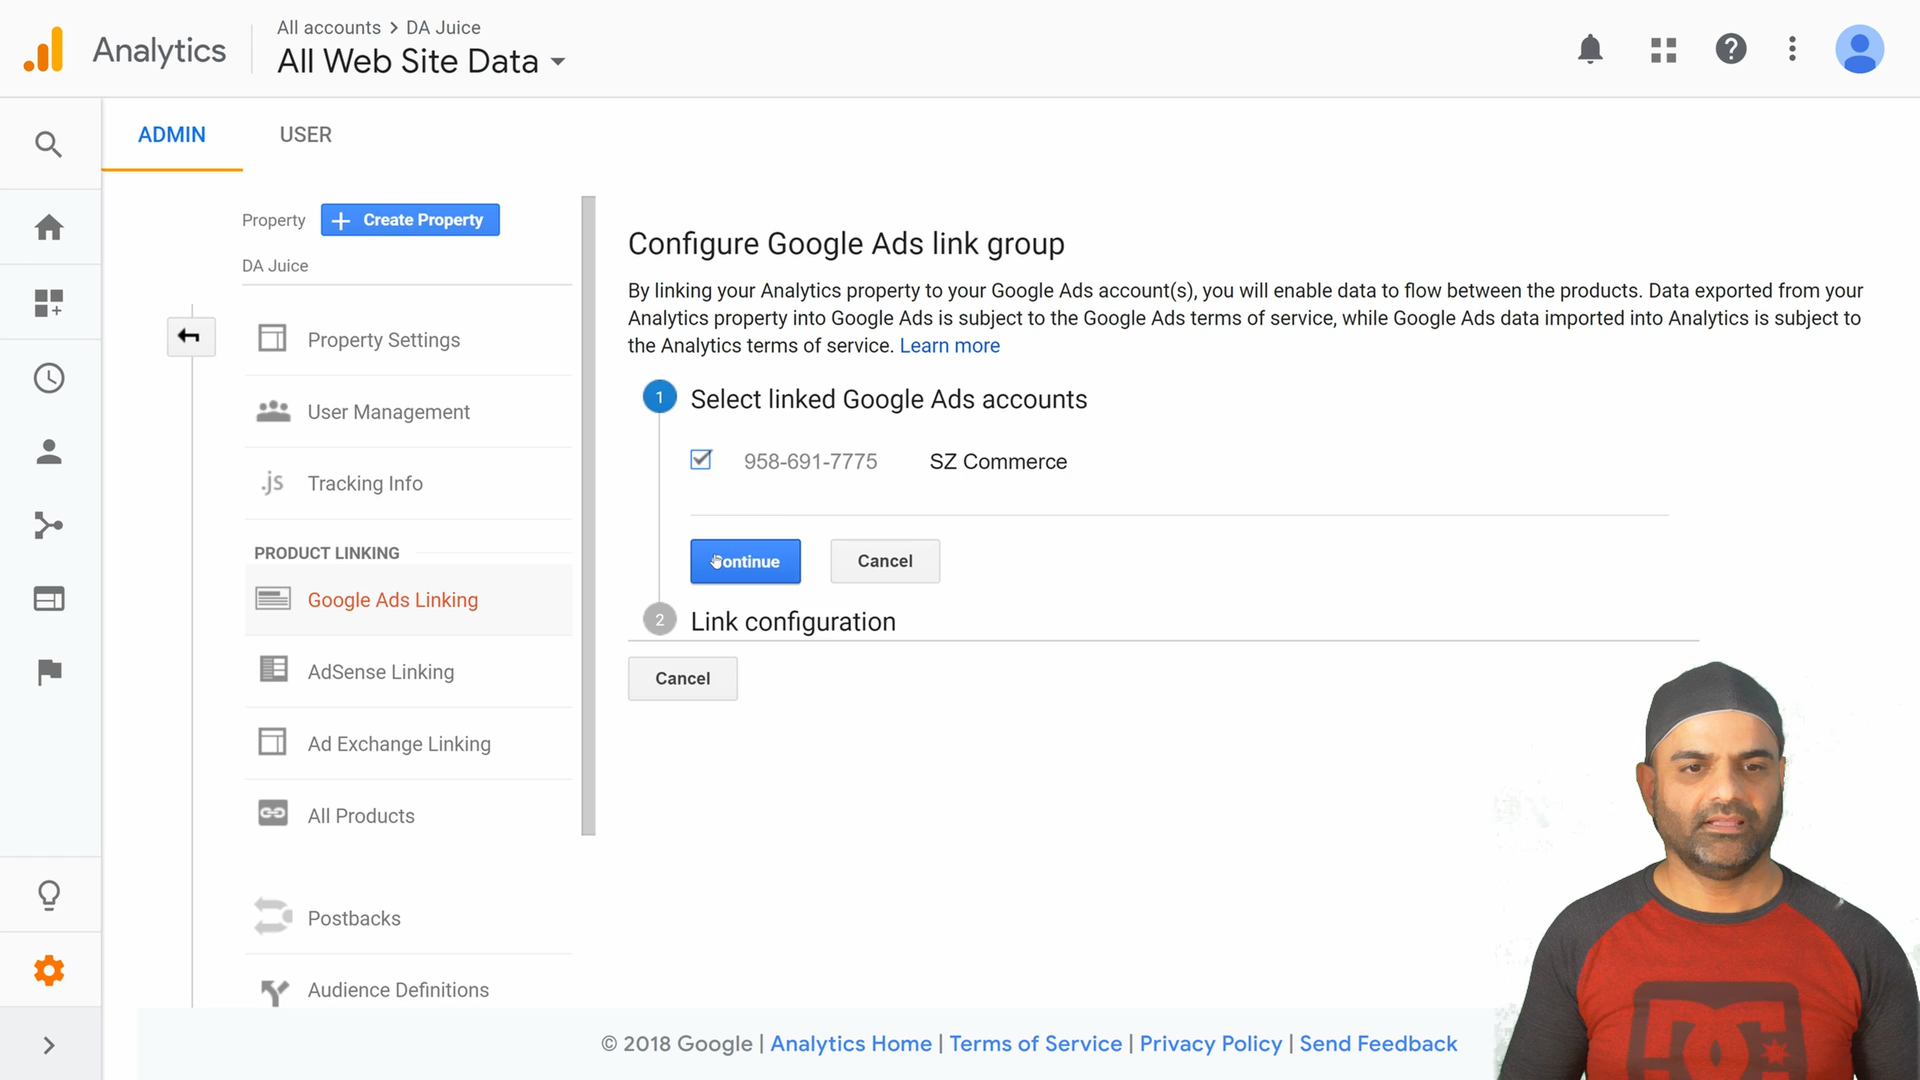 Analytics
All accounts > DA Juice
All Web Site Data
ADMIN
USER
Property
+ Create Property
DA Juice
Property Settings
User Management
.js
Tracking Info
PRODUCT LINKING
Google Ads Linking
AdSense Linking
Ad Exchange Linking
All Products
Postbacks
Audience Definitions
Configure Google Ads link group
By linking your Analytics property to your Google Ads account(s), you will enable data to flow between the products. Data exported from your
Analytics property into Google Ads is subject to the Google Ads terms of service, while Google Ads data imported into Analytics is subject to
the Analytics terms of service. Learn more
1 Select linked Google Ads accounts
958-691-7775 SZ Commerce
Continue
Cancel
2 Link configuration
Cancel
© 2018 Google | Analytics Home | Terms of Service | Privacy Policy | Send Feedback